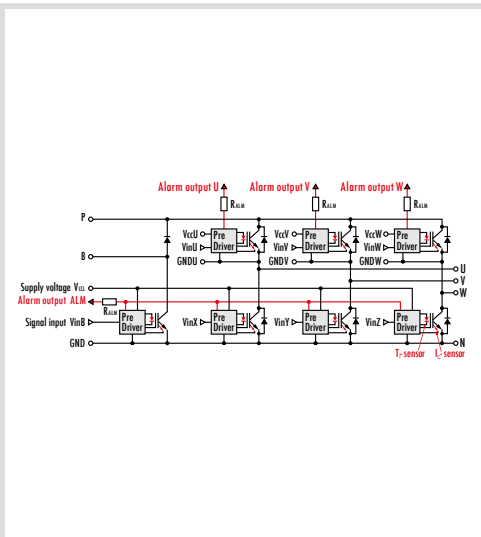 Alarm output U Alarm output V Alarm output W
RALM RALM RALM
P
VccU Pre Driver VccV Pre Driver VccW Pre Driver
VinU VinV VinW
GNDU GNDV GNDW
B
U
V
W
Supply voltage VCCL
Alarm output ALM
RALM
Signal input VinB Pre Driver VinX Pre Driver VinY Pre Driver VinZ Pre Driver
GND N
Tj-sensor IC-sensor